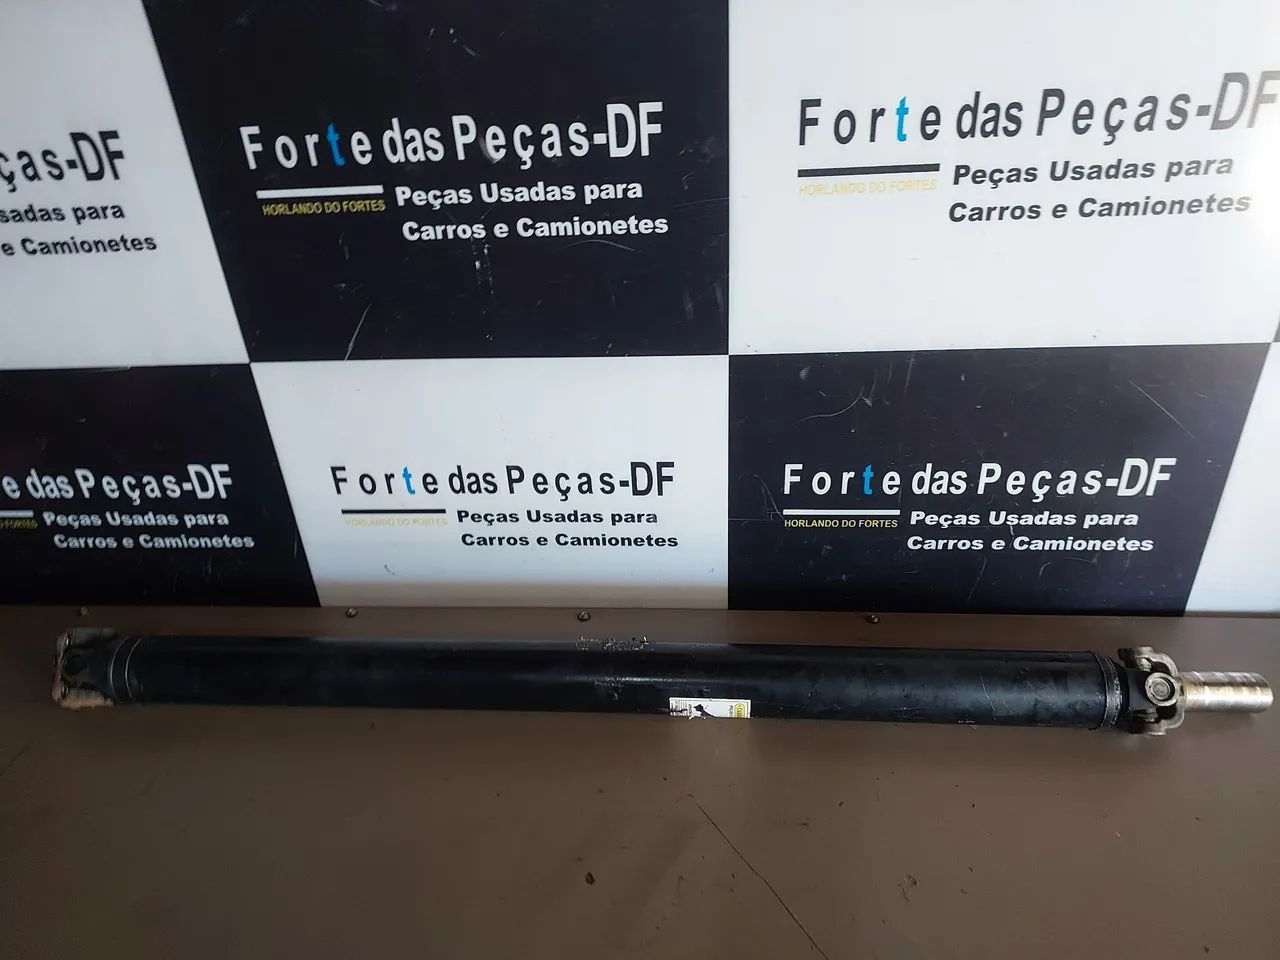 ças-DF
sadas para
e Camionetes
Forte das Peças-DF
HORLANDO DO FORTES
Peças Usadas para
Carros e Camionetes
Forte das Peças-DF
HORLANDO DO FORTES
Peças Usadas para
Carros e Camionetes
e das Peças-DF
DO FORTES
Peças Usadas para
Carros e Camionetes
Forte das Peças-DF
HORLANDO DO FORTES
Peças Usadas para
Carros e Camionetes
Forte das Peças-DF
HORLANDO DO FORTES
Peças Usadas para
Carros e Camionetes